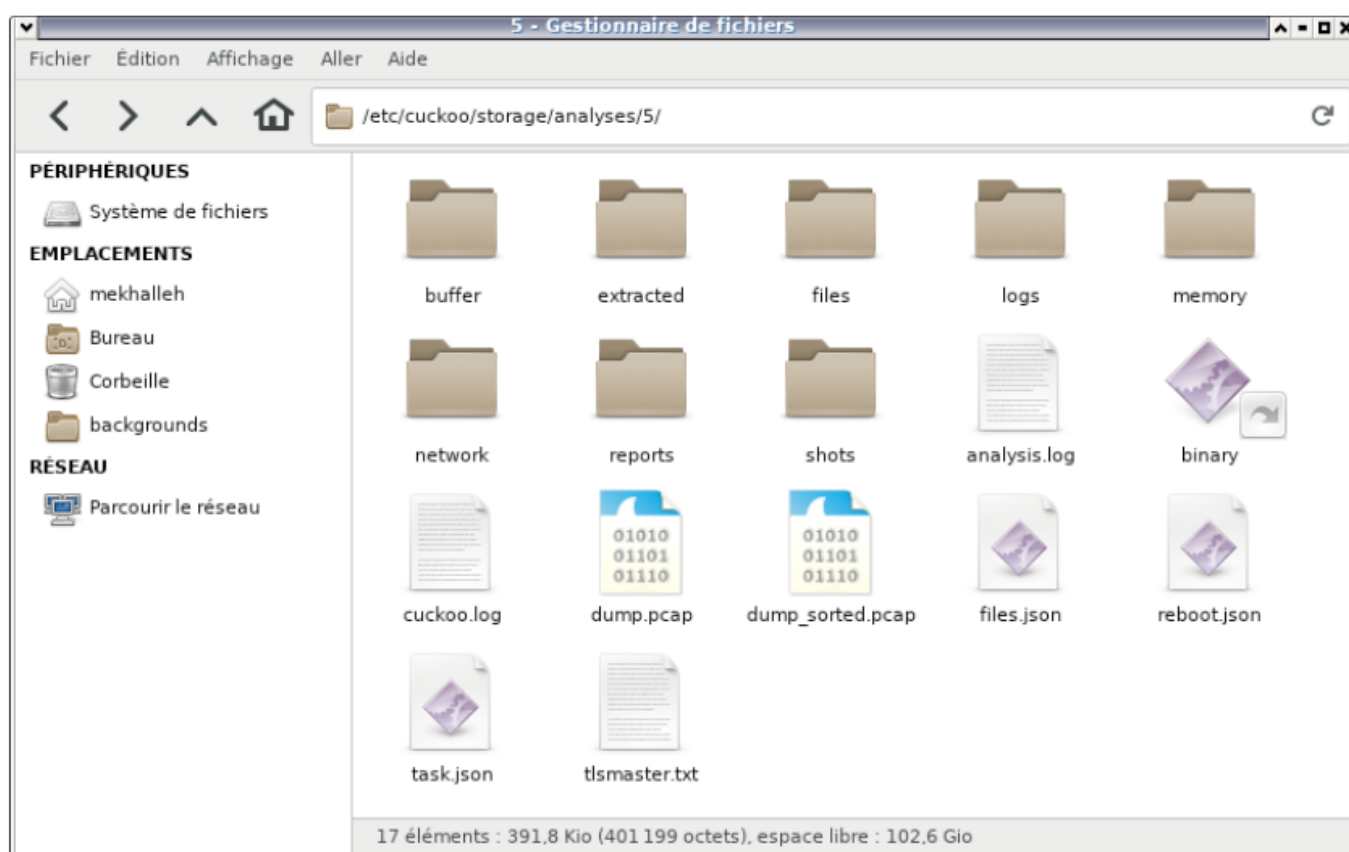 5 - Gestionnaire de fichiers
Fichier Édition Affichage Aller Aide
/etc/cuckoo/storage/analyses/5/
PÉRIPHÉRIQUES
Système de fichiers
EMPLACEMENTS
mekhalleh
Bureau
Corbeille
backgrounds
RÉSEAU
Parcourir le réseau
buffer extracted files logs memory
network reports shots analysis.log binary
01010 01010
01101 01101
01110 01110
cuckoo.log dump.pcap dump_sorted.pcap files.json reboot.json
task.json tlsmaster.txt
17 éléments : 391,8 Kio (401 199 octets), espace libre : 102,6 Gio